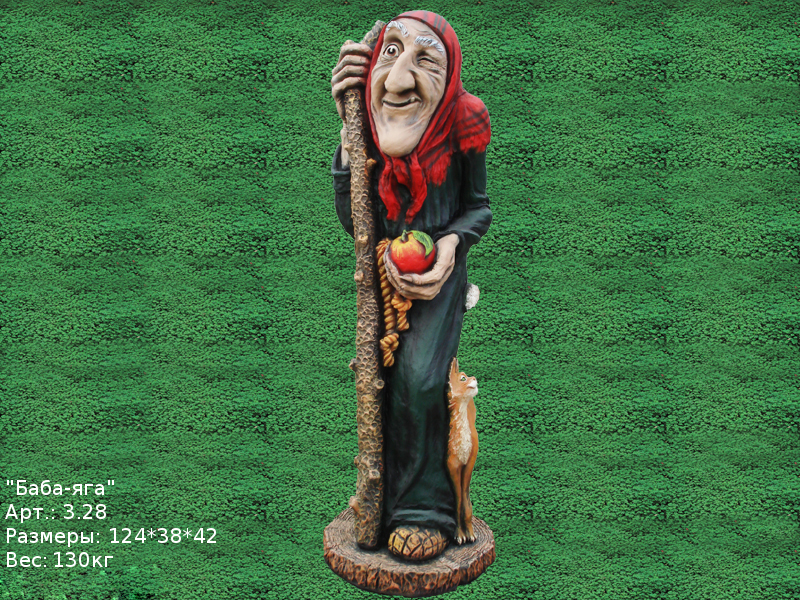 "Баба-яга"
Арт.: 3.28
Размеры: 124*38*42
Вес: 130кг